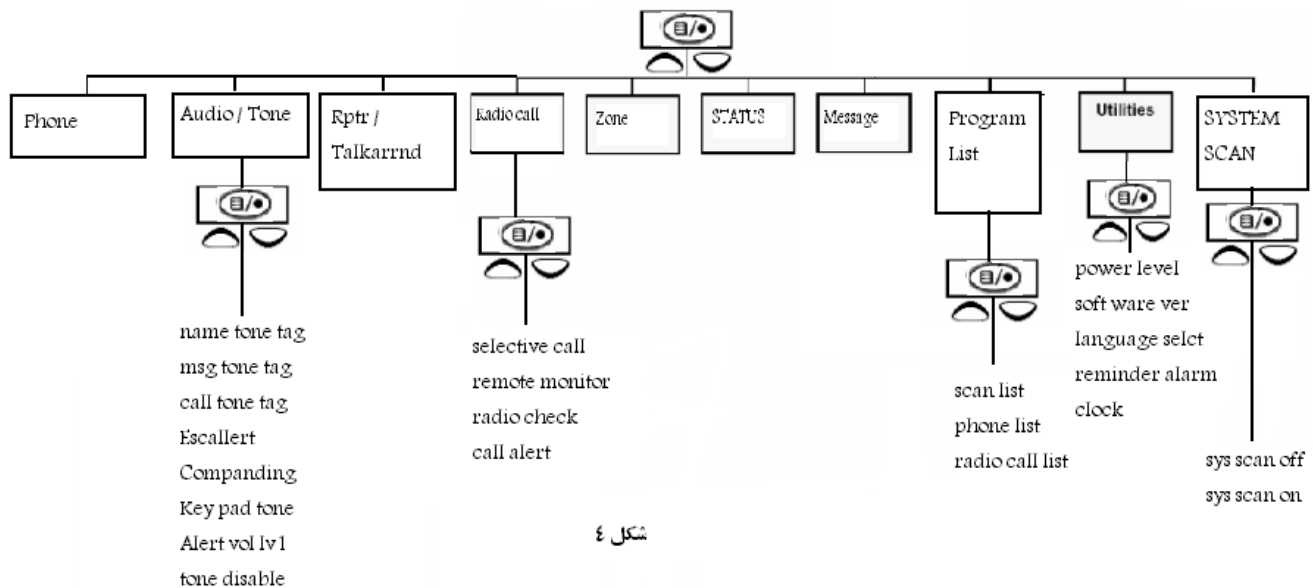 Phone
Audio / Tone
Rptr /
Talkarrnd
Radio call
Zone
STATUS
Message
Program
List
Utilities
SYSTEM
SCAN
name tone tag
msg tone tag
call tone tag
Escallert
Companding
Key pad tone
Alert vol lv1
tone disable
selective call
remote monitor
radio check
call alert
scan list
phone list
radio call list
power level
soft ware ver
language selct
reminder alarm
clock
sys scan off
sys scan on
شكل ٤